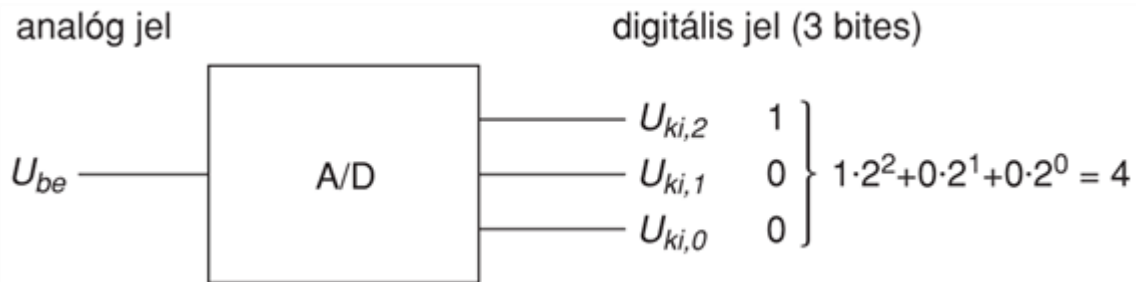 analóg jel digitális jel (3 bites)
U_ki,2 1
U_be A/D U_ki,1 0 1·2²+0·2¹+0·2⁰ = 4
U_ki,0 0